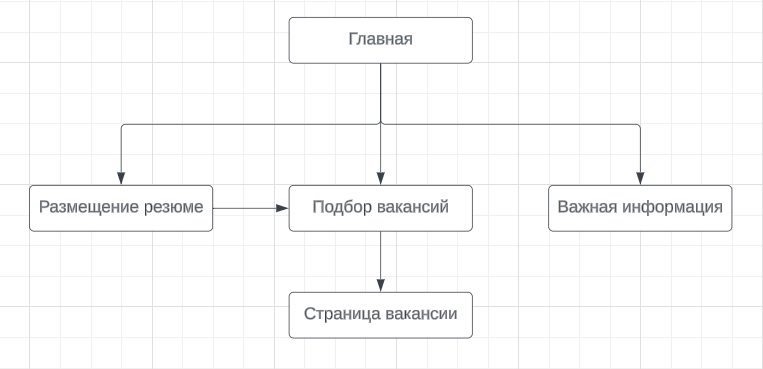 Главная
Размещение резюме
Подбор вакансий
Важная информация
Страница вакансии